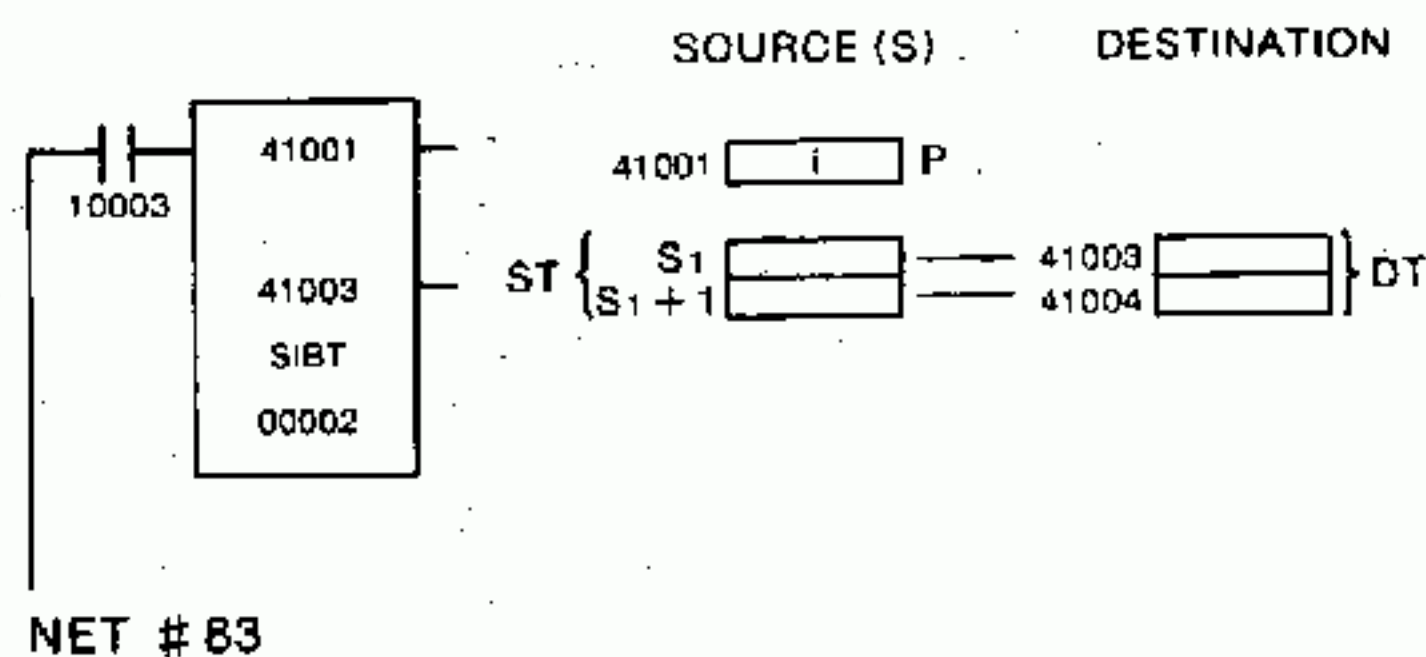 SOURCE (S) DESTINATION
41001
10003
41003
SIBT
00002
41001 i P
ST { S1 41003 } DT
S1 + 1 41004
NET # 83